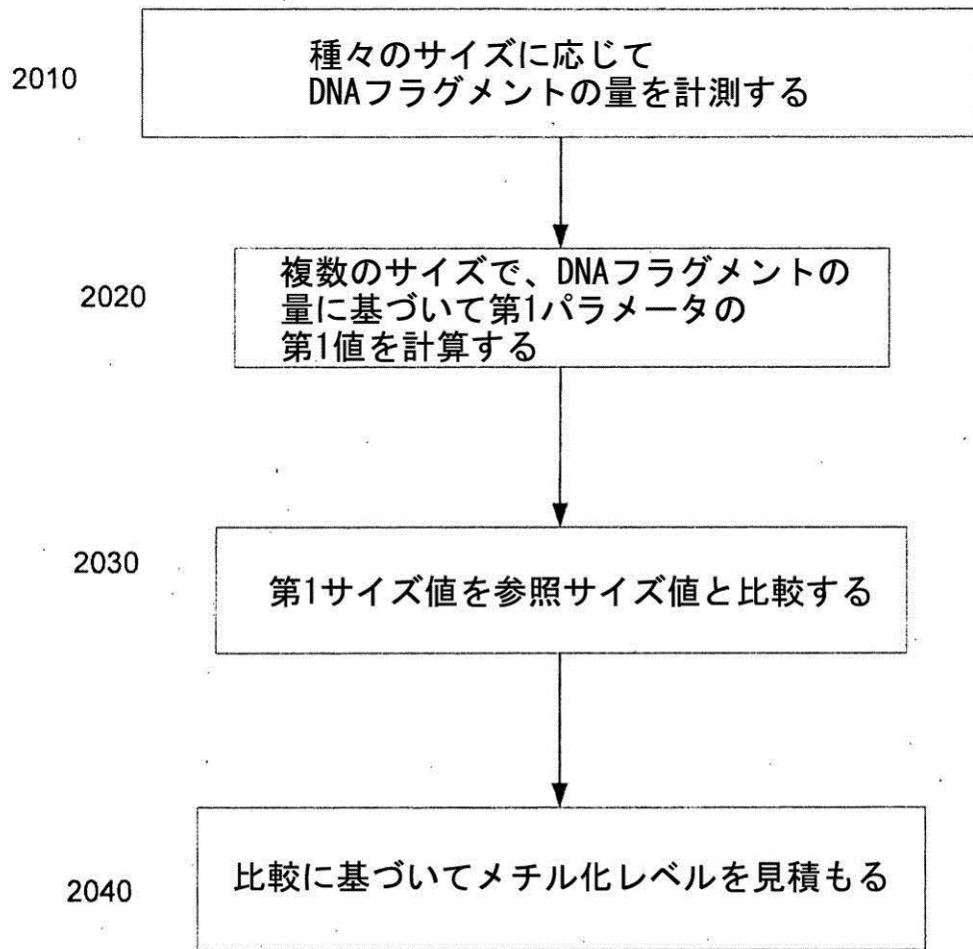 2010
種々のサイズに応じて
DNAフラグメントの量を計測する
2020
複数のサイズで、DNAフラグメントの
量に基づいて第1パラメータの
第1値を計算する
2030
第1サイズ値を参照サイズ値と比較する
2040
比較に基づいてメチル化レベルを見積もる